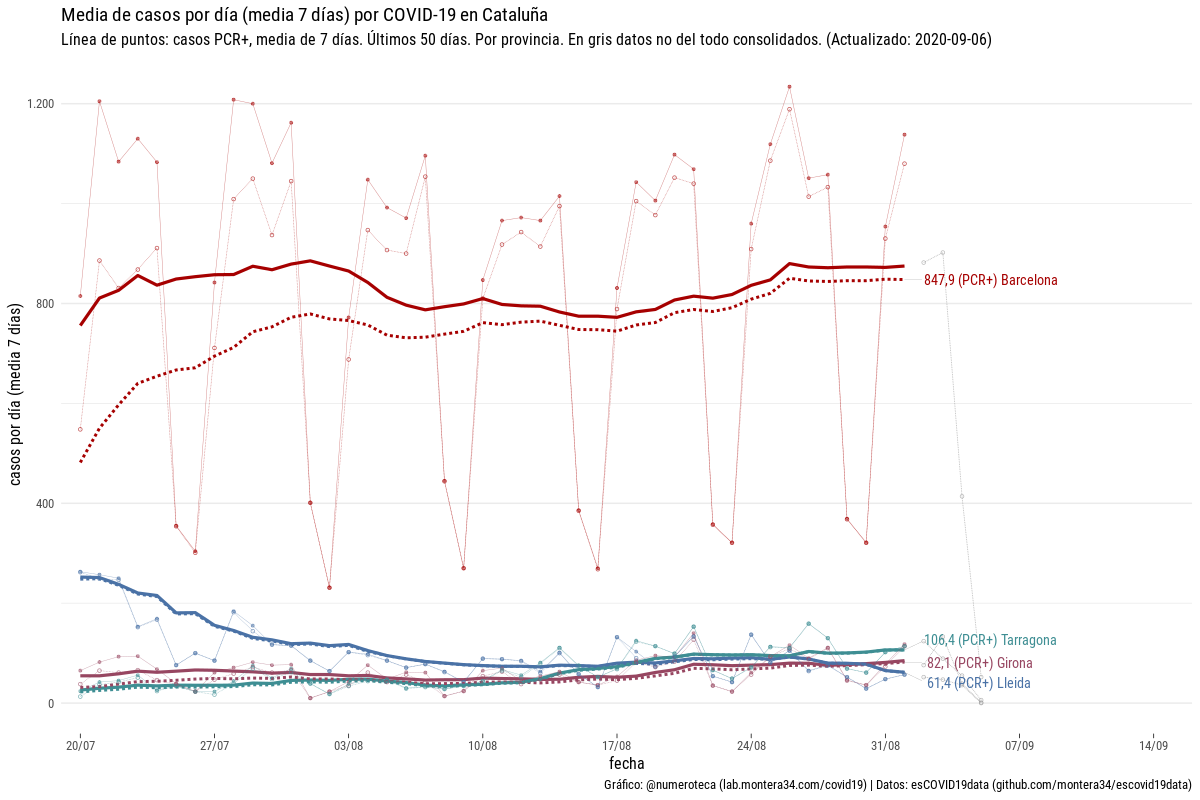 Media de casos por día (media 7 días) por COVID-19 en Cataluña
Línea de puntos: casos PCR+, media de 7 días. Últimos 50 días. Por provincia. En gris datos no del todo consolidados. (Actualizado: 2020-09-06)
casos por día (media 7 días)
1.200
800
400
0
847,9 (PCR+) Barcelona
106,4 (PCR+) Tarragona
82,1 (PCR+) Girona
61,4 (PCR+) Lleida
20/07 27/07 03/08 10/08 17/08 24/08 31/08 07/09 14/09
fecha
Gráfico: @numeroteca (lab.montera34.com/covid19) | Datos: esCOVID19data (github.com/montera34/escovid19data)